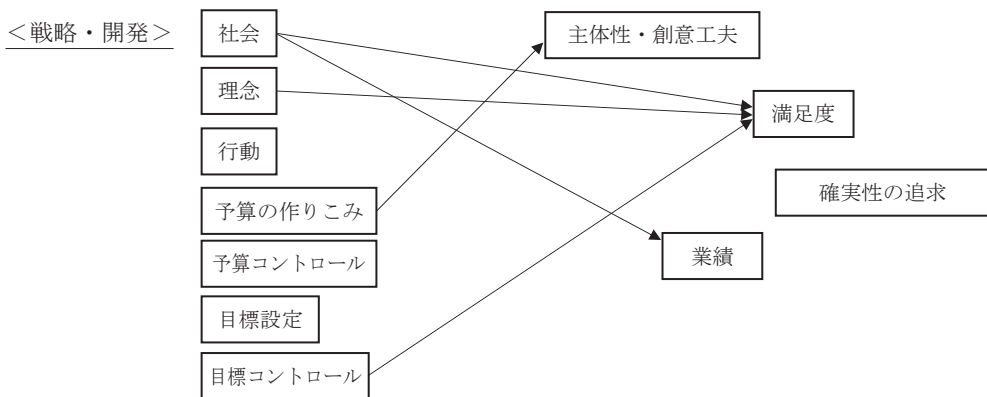 ＜戦略・開発＞
社会
主体性・創意工夫
理念
満足度
行動
確実性の追求
予算の作りこみ
業績
予算コントロール
目標設定
目標コントロール